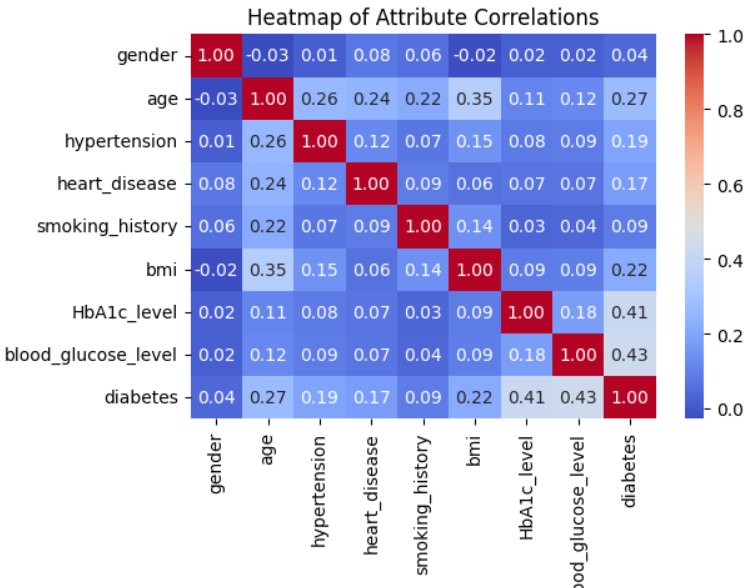 Heatmap of Attribute Correlations
gender 1.00 -0.03 0.01 0.08 0.06 -0.02 0.02 0.02 0.04
age -0.03 1.00 0.26 0.24 0.22 0.35 0.11 0.12 0.27
hypertension 0.01 0.26 1.00 0.12 0.07 0.15 0.08 0.09 0.19
heart_disease 0.08 0.24 0.12 1.00 0.09 0.06 0.07 0.07 0.17
smoking_history 0.06 0.22 0.07 0.09 1.00 0.14 0.03 0.04 0.09
bmi -0.02 0.35 0.15 0.06 0.14 1.00 0.09 0.09 0.22
HbA1c_level 0.02 0.11 0.08 0.07 0.03 0.09 1.00 0.18 0.41
blood_glucose_level 0.02 0.12 0.09 0.07 0.04 0.09 0.18 1.00 0.43
diabetes 0.04 0.27 0.19 0.17 0.09 0.22 0.41 0.43 1.00
gender
age
hypertension
heart_disease
smoking_history
bmi
HbA1c_level
ood_glucose_level
diabetes
1.0
0.8
0.6
0.4
0.2
0.0